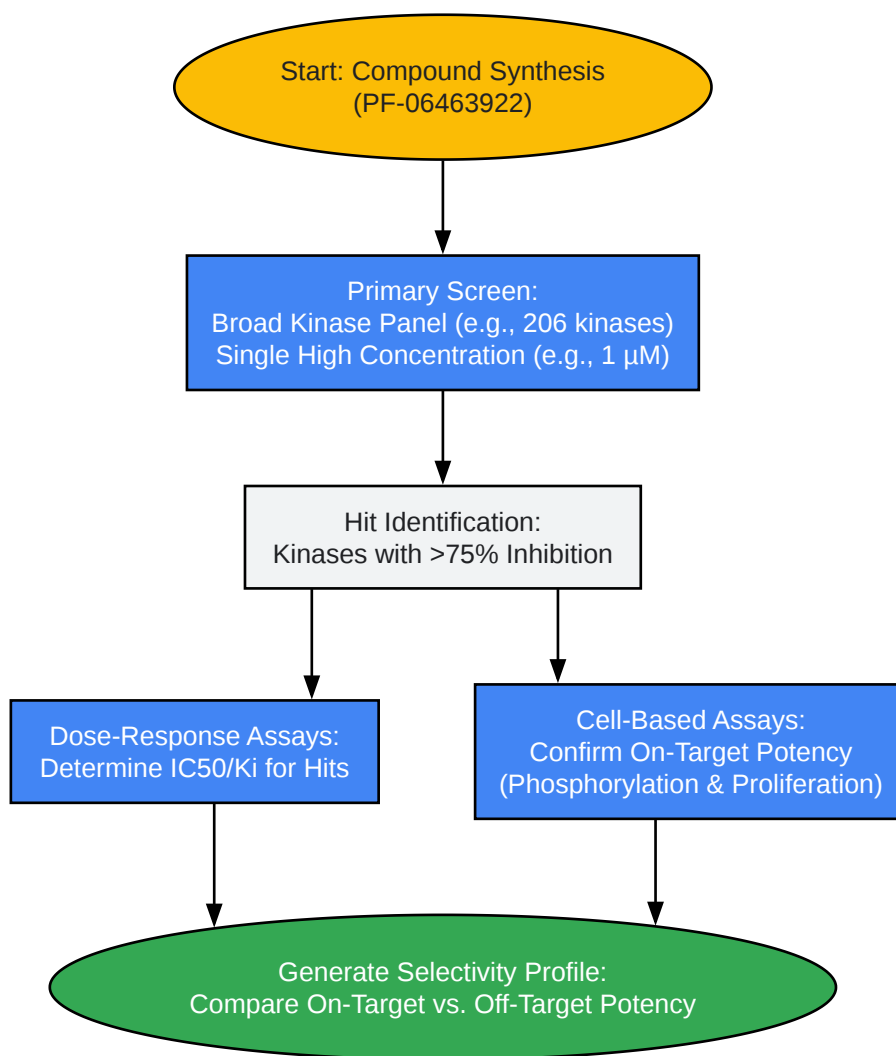 Start: Compound Synthesis
(PF-06463922)
Primary Screen:
Broad Kinase Panel (e.g., 206 kinases)
Single High Concentration (e.g., 1 µM)
Hit Identification:
Kinases with >75% Inhibition
Dose-Response Assays:
Determine IC50/Ki for Hits
Cell-Based Assays:
Confirm On-Target Potency
(Phosphorylation & Proliferation)
Generate Selectivity Profile:
Compare On-Target vs. Off-Target Potency